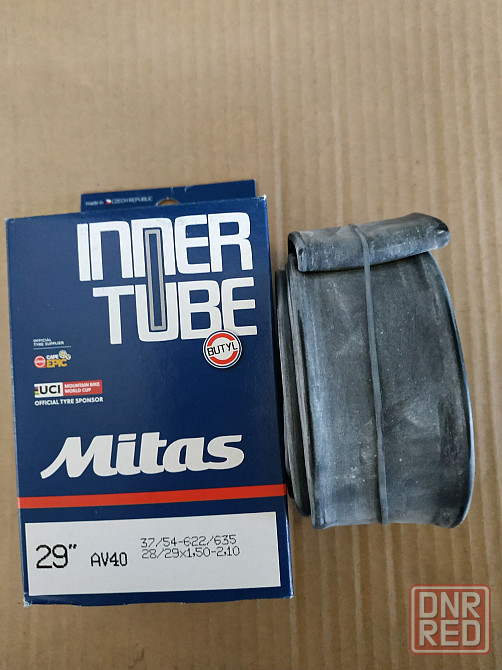 made in CZECH REPUBLIC
INNER
TUBE
BUTYL
OFFICIAL
TYRE SUPPLIER
CAPE
EPIC
UCI MOUNTAIN BIKE
WORLD CUP
OFFICIAL TYRE SPONSOR
Mitas
29" AV40 37/54-622/635
28/29x1,50-2,10
DNR
RED